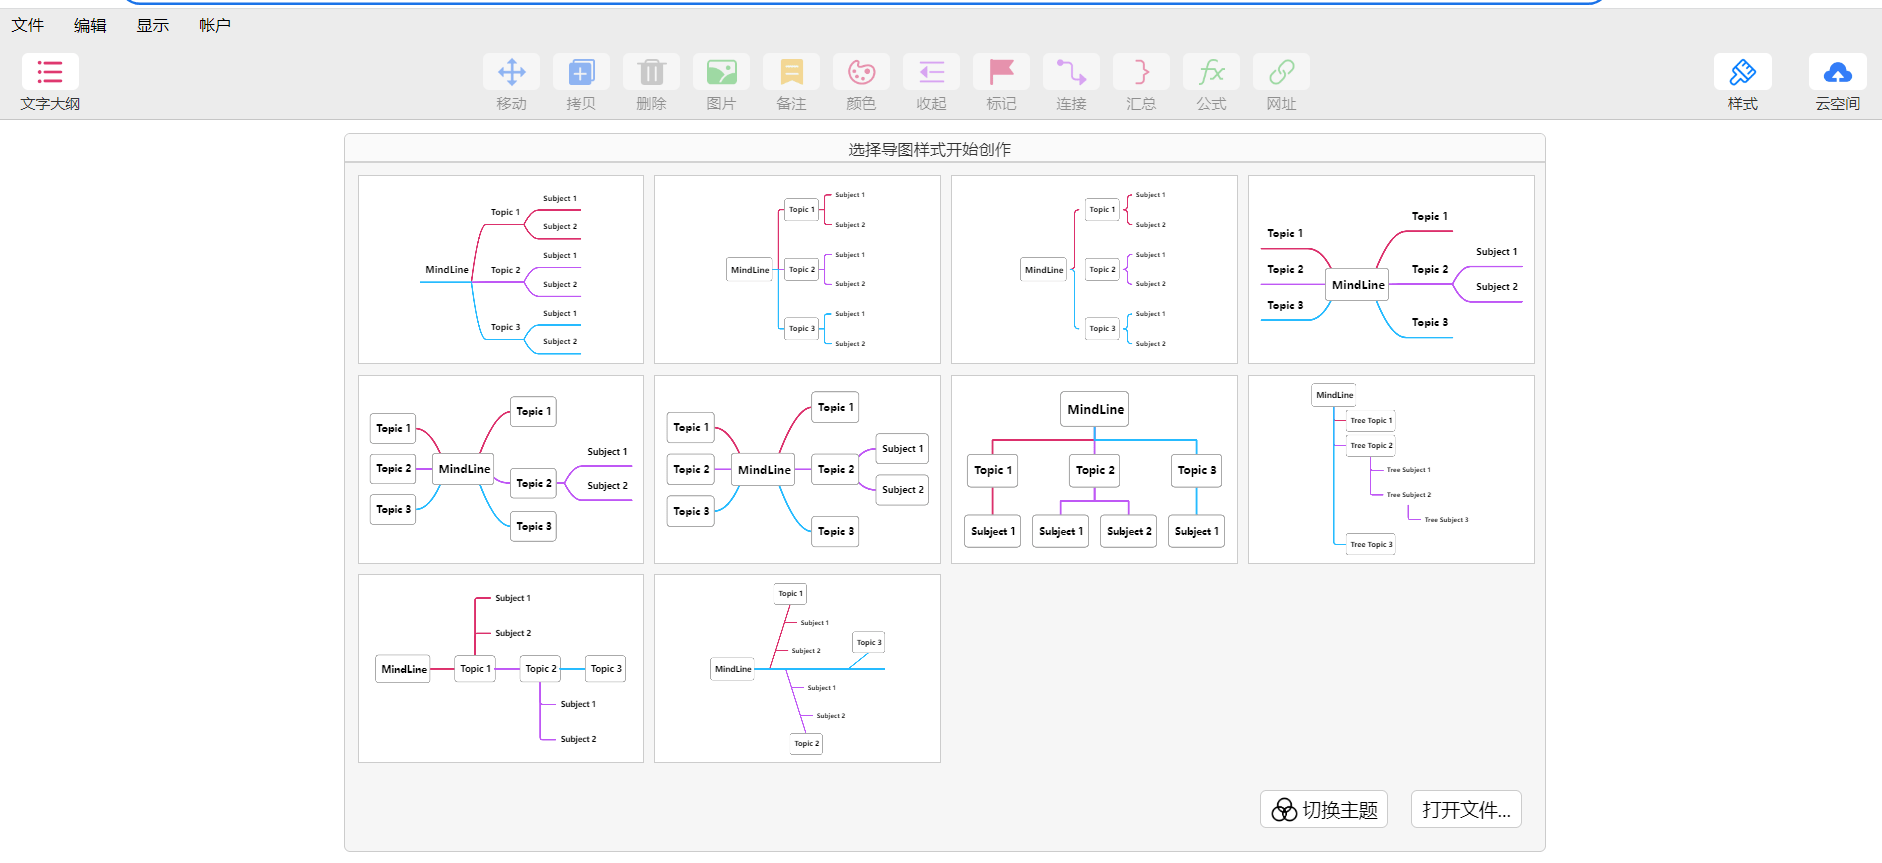 文件 编辑 显示 帐户
文字大纲 移动 拷贝 删除 图片 备注 颜色 收起 标记 连接 汇总 公式 网址 样式 云空间
选择导图样式开始创作
MindLine
Topic 1
Subject 1
Subject 2
Topic 2
Subject 1
Subject 2
Topic 3
Subject 1
Subject 2
MindLine
Topic 1
Subject 1
Subject 2
Topic 2
Subject 1
Subject 2
Topic 3
Subject 1
Subject 2
MindLine
Topic 1
Subject 1
Subject 2
Topic 2
Subject 1
Subject 2
Topic 3
Subject 1
Subject 2
Topic 1
Topic 2
Topic 3
MindLine
Topic 1
Topic 2
Subject 1
Subject 2
Topic 3
Topic 1
Topic 2
Topic 3
MindLine
Topic 1
Topic 2
Subject 1
Subject 2
Topic 3
Topic 1
Topic 2
Topic 3
MindLine
Topic 1
Topic 2
Subject 1
Subject 2
Topic 3
MindLine
Topic 1 Topic 2 Topic 3
Subject 1 Subject 1 Subject 2 Subject 1
MindLine
Tree Topic 1
Tree Topic 2
Tree Subject 1
Tree Subject 2
Tree Subject 3
Tree Topic 3
Subject 1
Subject 2
MindLine Topic 1 Topic 2 Topic 3
Subject 1
Subject 2
Topic 1
Subject 1
Topic 3
Subject 2
MindLine
Subject 1
Subject 2
Topic 2
切换主题 打开文件...